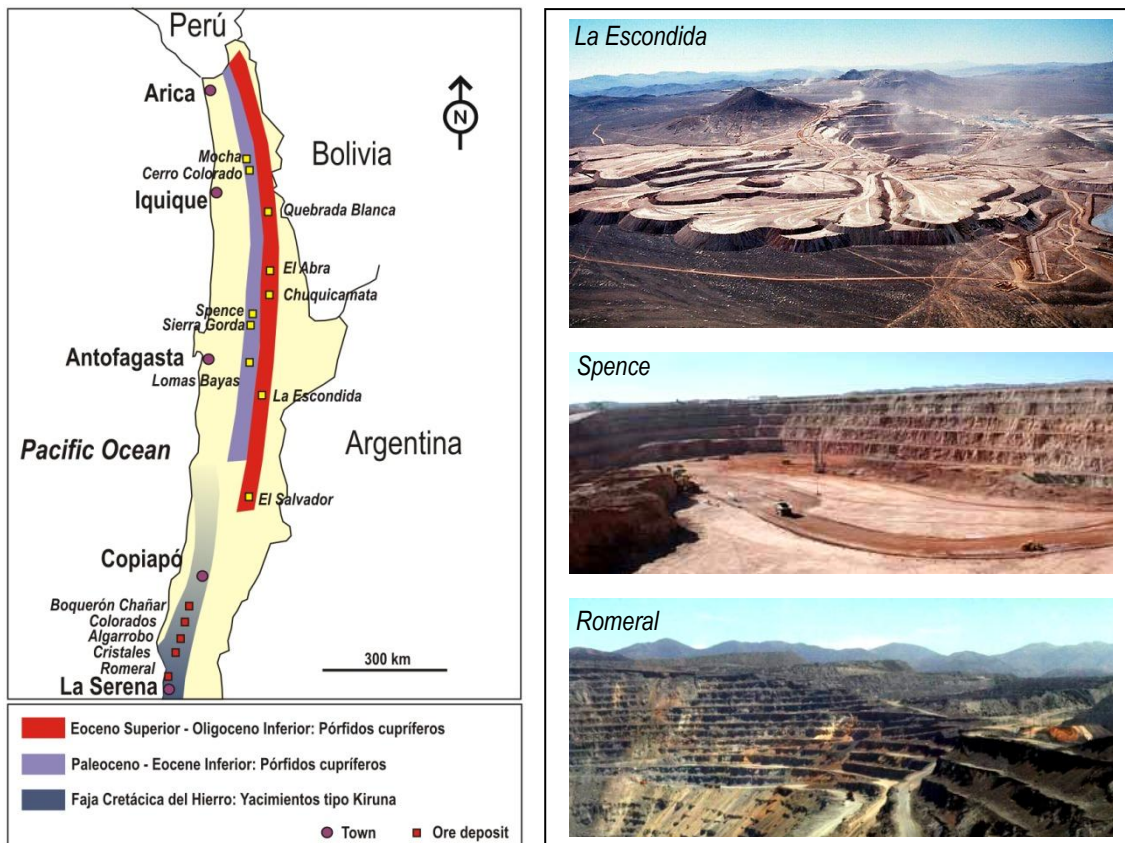 Perú
Arica
N
Bolivia
Mocha
Cerro Colorado
Iquique
Quebrada Blanca
El Abra
Chuquicamata
Spence
Sierra Gorda
Antofagasta
Lomas Bayas
La Escondida
Argentina
Pacific Ocean
El Salvador
Copiapó
Boquerón Chañar
Colorados
Algarrobo
Cristales
Romeral
300 km
La Serena
Eoceno Superior - Oligoceno Inferior: Pórfidos cupríferos
Paleoceno - Eocene Inferior: Pórfidos cupríferos
Faja Cretácica del Hierro: Yacimientos tipo Kiruna
Town
Ore deposit
La Escondida
Spence
Romeral